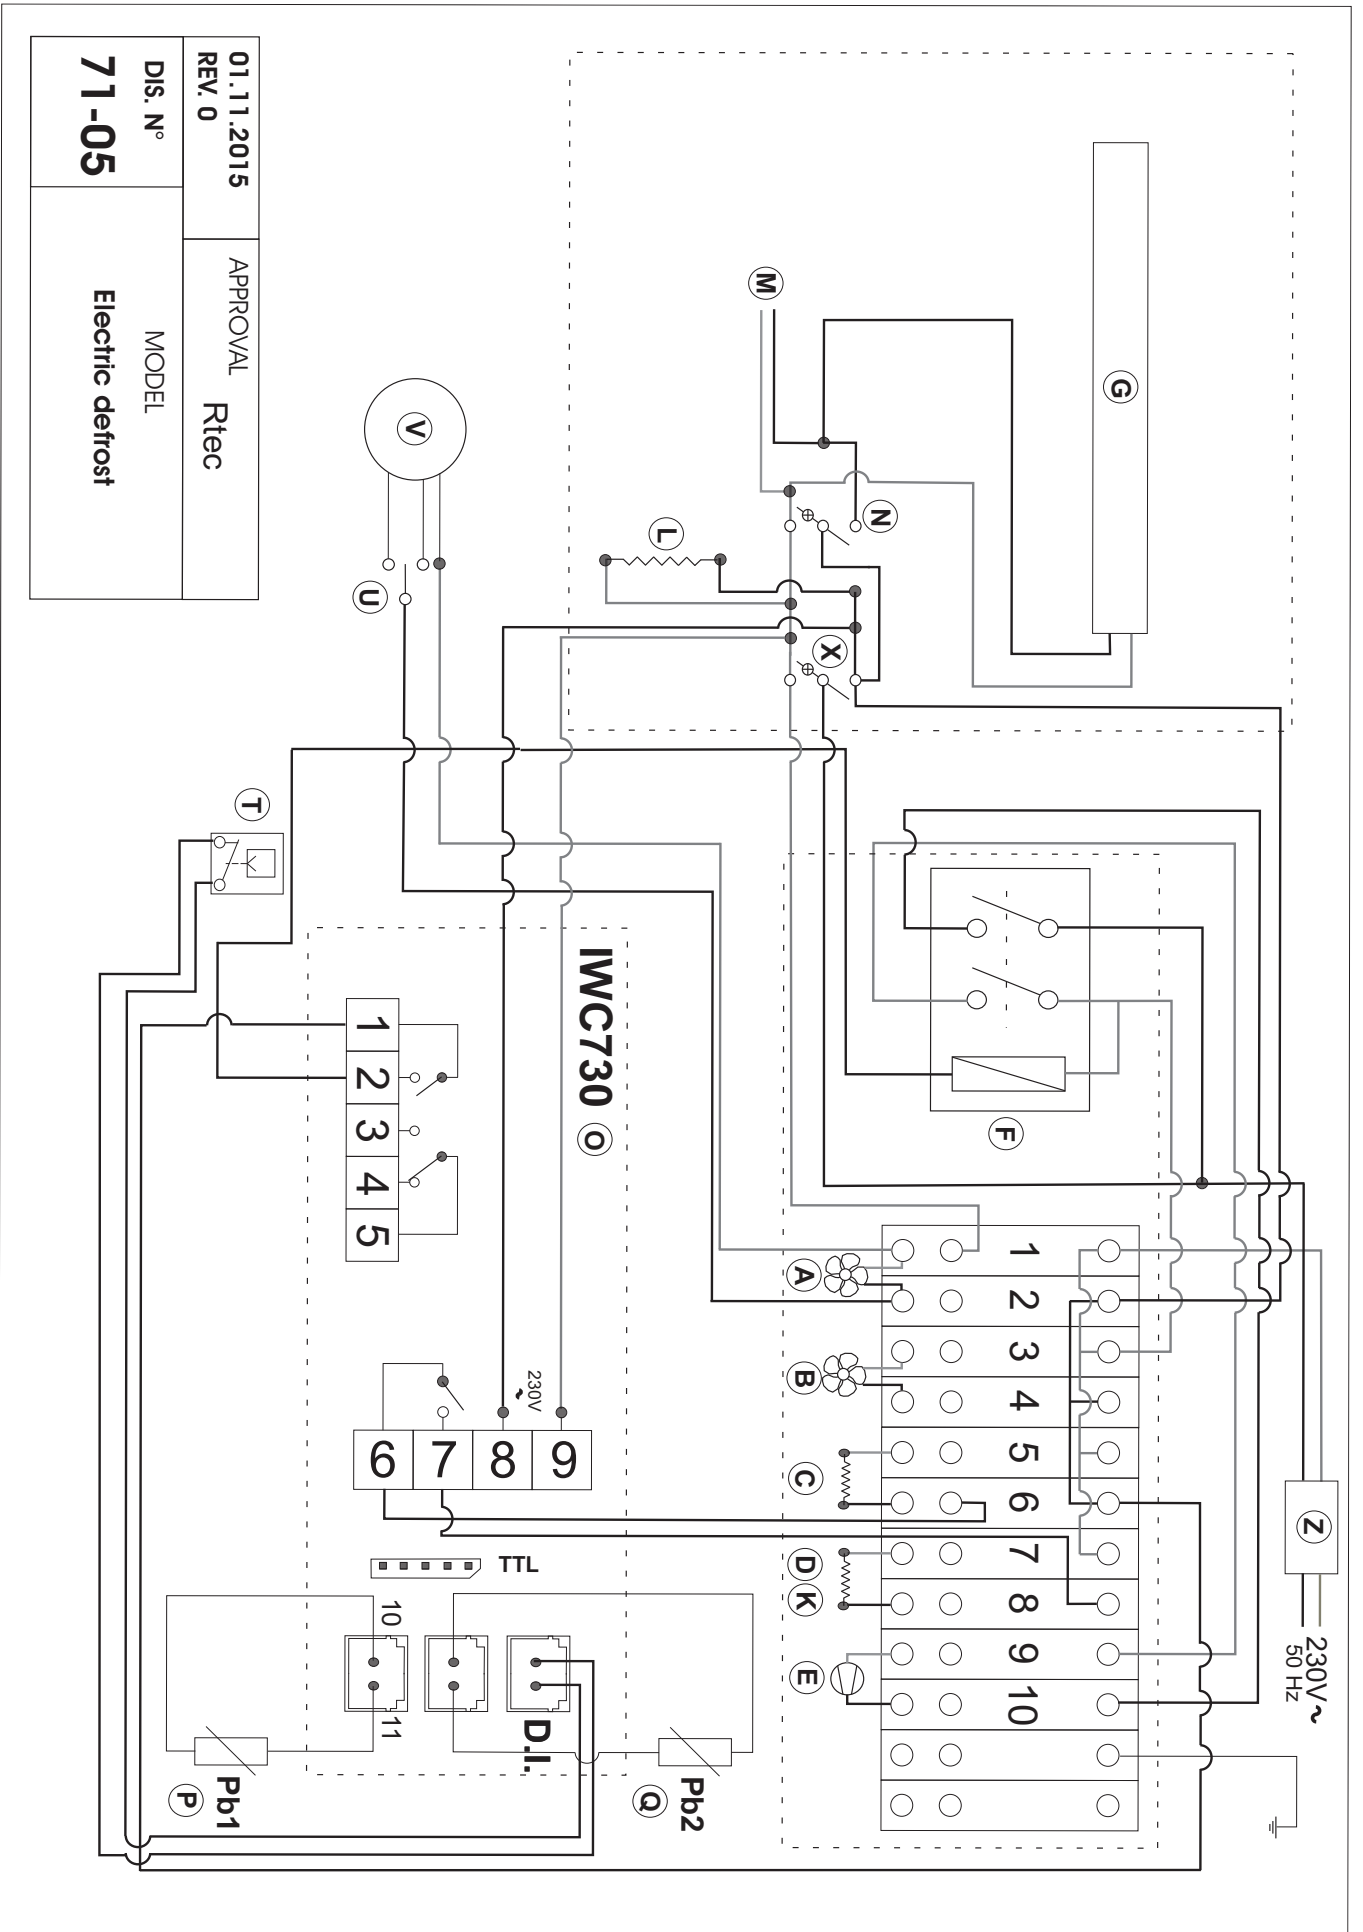 01.11.2015
REV. 0
APPROVAL
Rtec
DIS. N°
71-05
MODEL
Electric defrost
G
M
N
L
X
V
U
T
F
IWC730
O
1
2
3
4
5
230V
~
6
7
8
9
TTL
10
11
D.I.
Pb1
P
Pb2
Q
1
2
3
4
5
6
7
8
9
10
A
B
C
D
K
E
Z
230V~
50 Hz